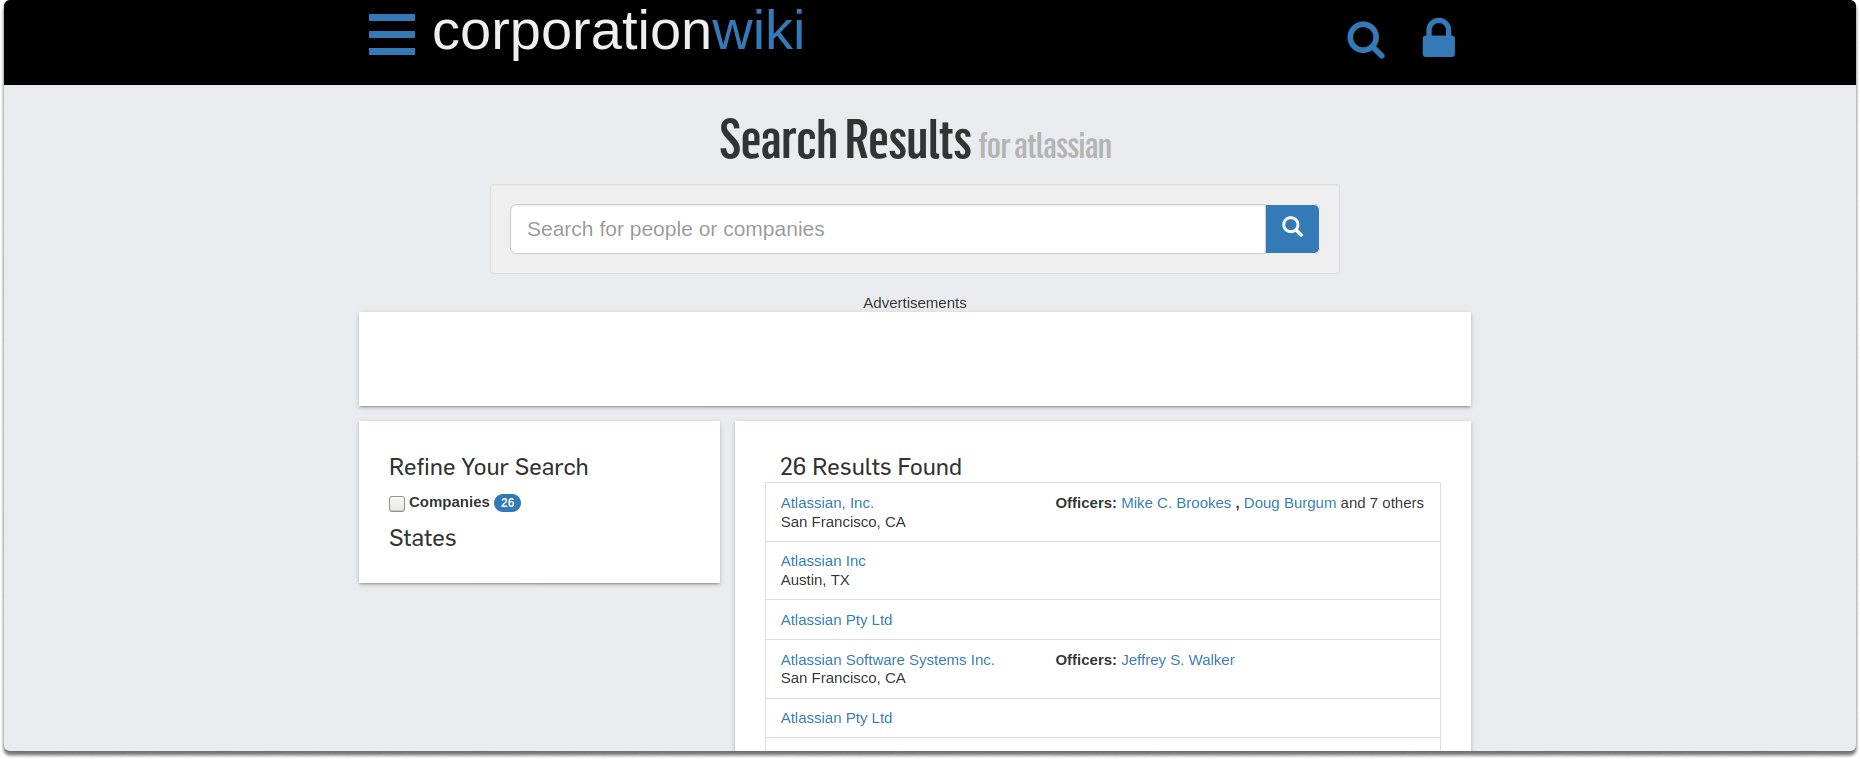 corporationwiki
Search Results for atlassian
Search for people or companies
Advertisements
Refine Your Search
Companies 26
States
26 Results Found
Atlassian, Inc. Officers: Mike C. Brookes , Doug Burgum and 7 others
San Francisco, CA
Atlassian Inc
Austin, TX
Atlassian Pty Ltd
Atlassian Software Systems Inc. Officers: Jeffrey S. Walker
San Francisco, CA
Atlassian Pty Ltd